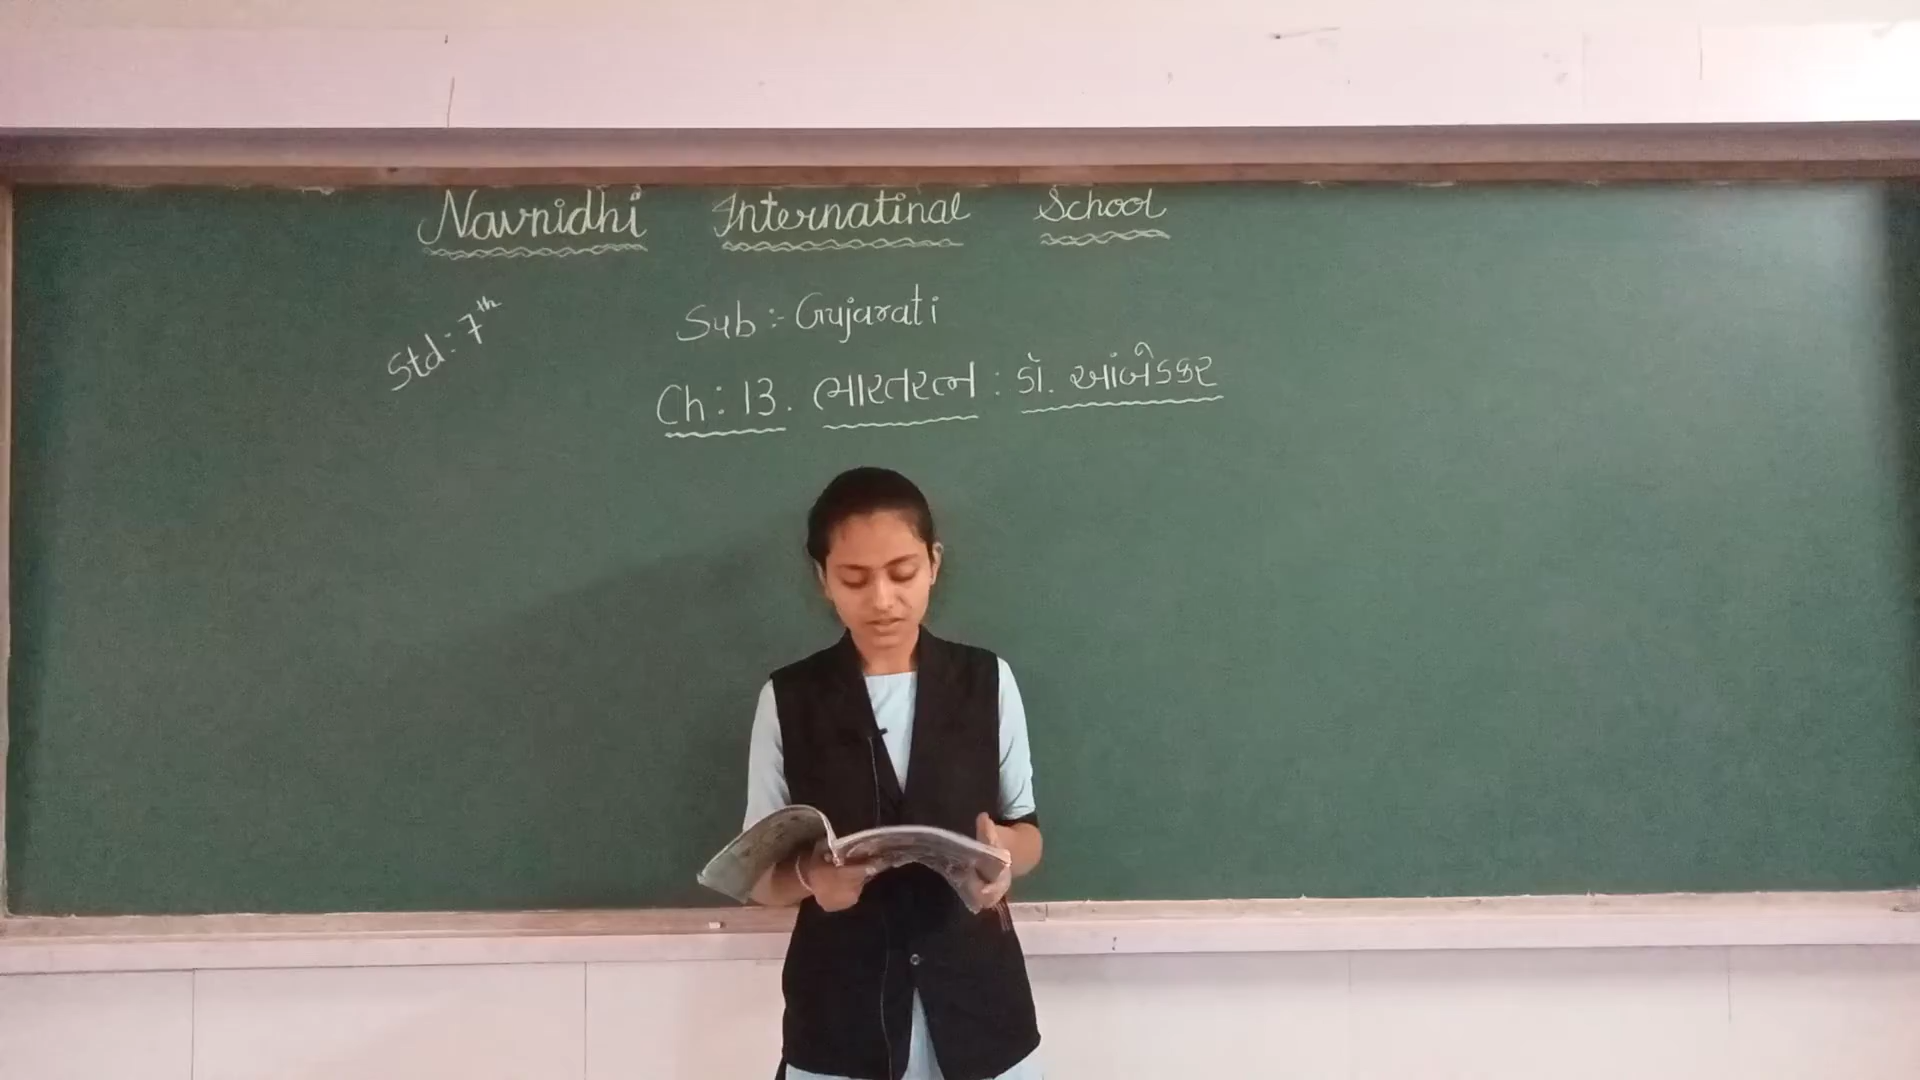 Navnidhi Internatinal School
Std: 7th
Sub :- Gujarati
Ch: 13. ભારતરત્ન : ડૉ. આંબેડકર